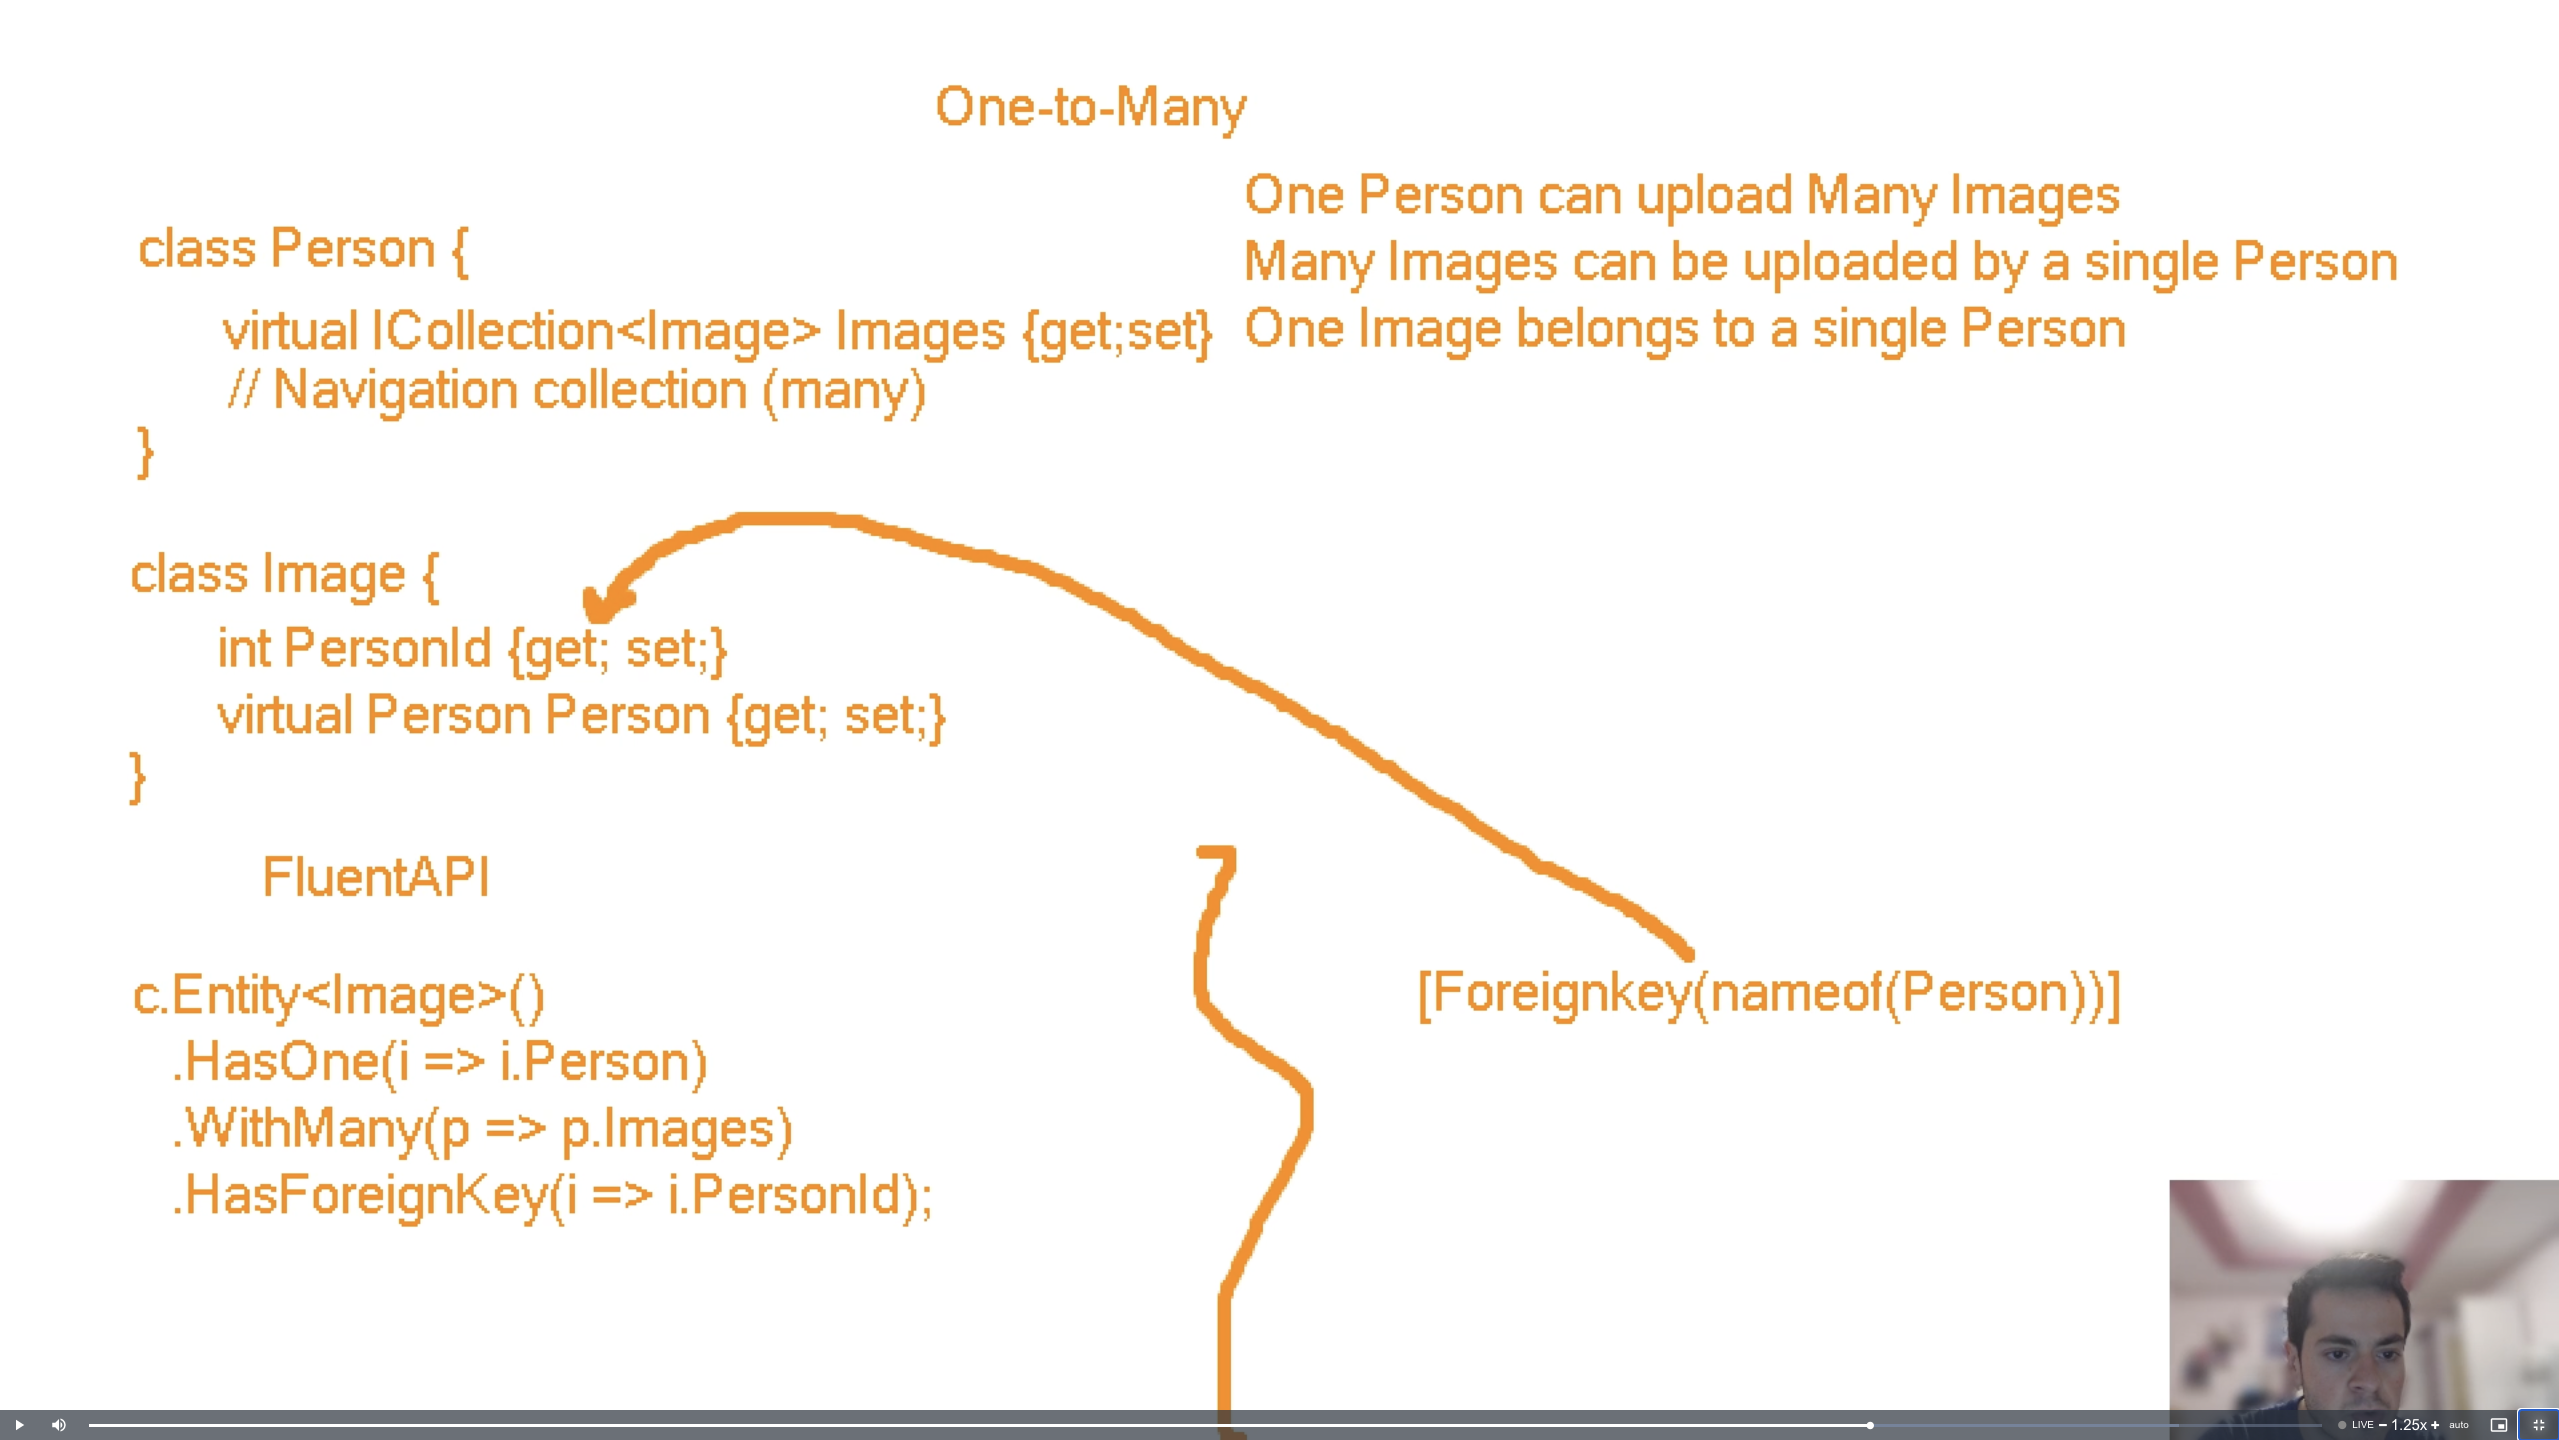 One-to-Many
One Person can upload Many Images
Many Images can be uploaded by a single Person
One Image belongs to a single Person
class Person {
virtual ICollection<Image> Images {get;set}
// Navigation collection (many)
}
class Image {
int PersonId {get; set;}
virtual Person Person {get; set;}
}
FluentAPI
c.Entity<Image>()
.HasOne(i => i.Person)
.WithMany(p => p.Images)
.HasForeignKey(i => i.PersonId);
[Foreignkey(nameof(Person))]
LIVE
1.25x
auto